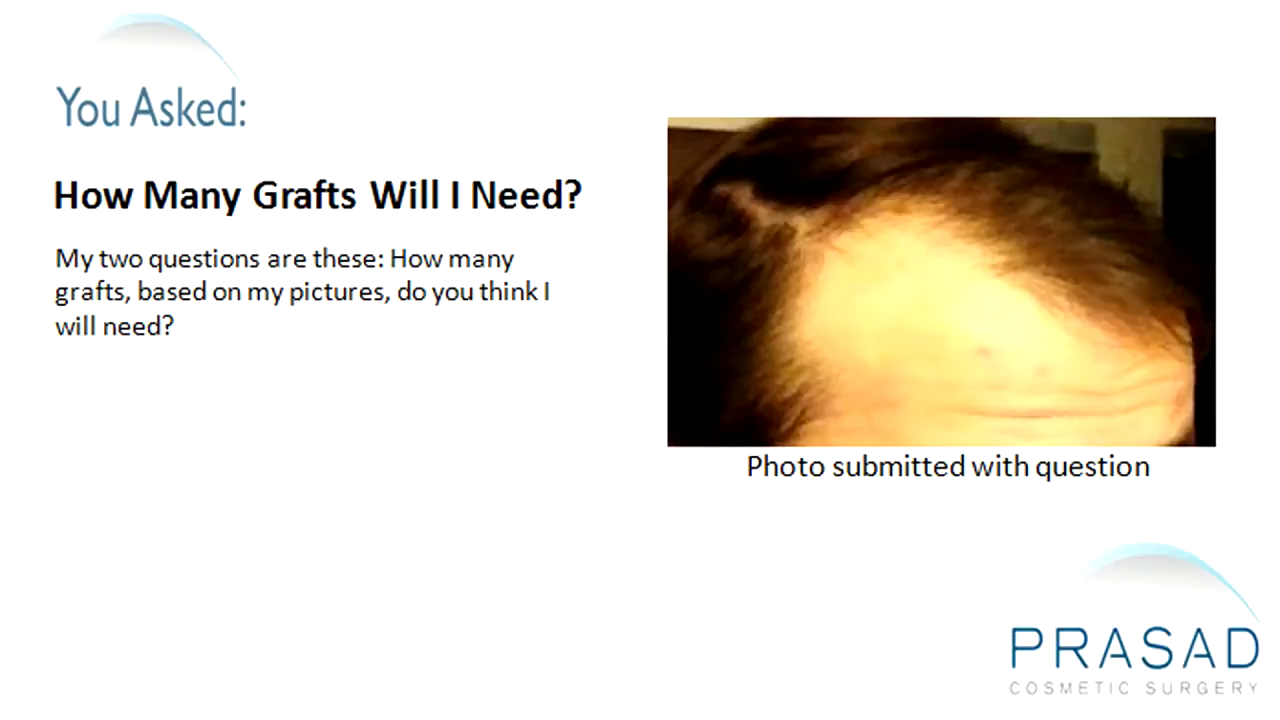 You Asked:
How Many Grafts Will I Need?
My two questions are these: How many
grafts, based on my pictures, do you think I
will need?
Photo submitted with question
PRASAD
COSMETIC SURGERY